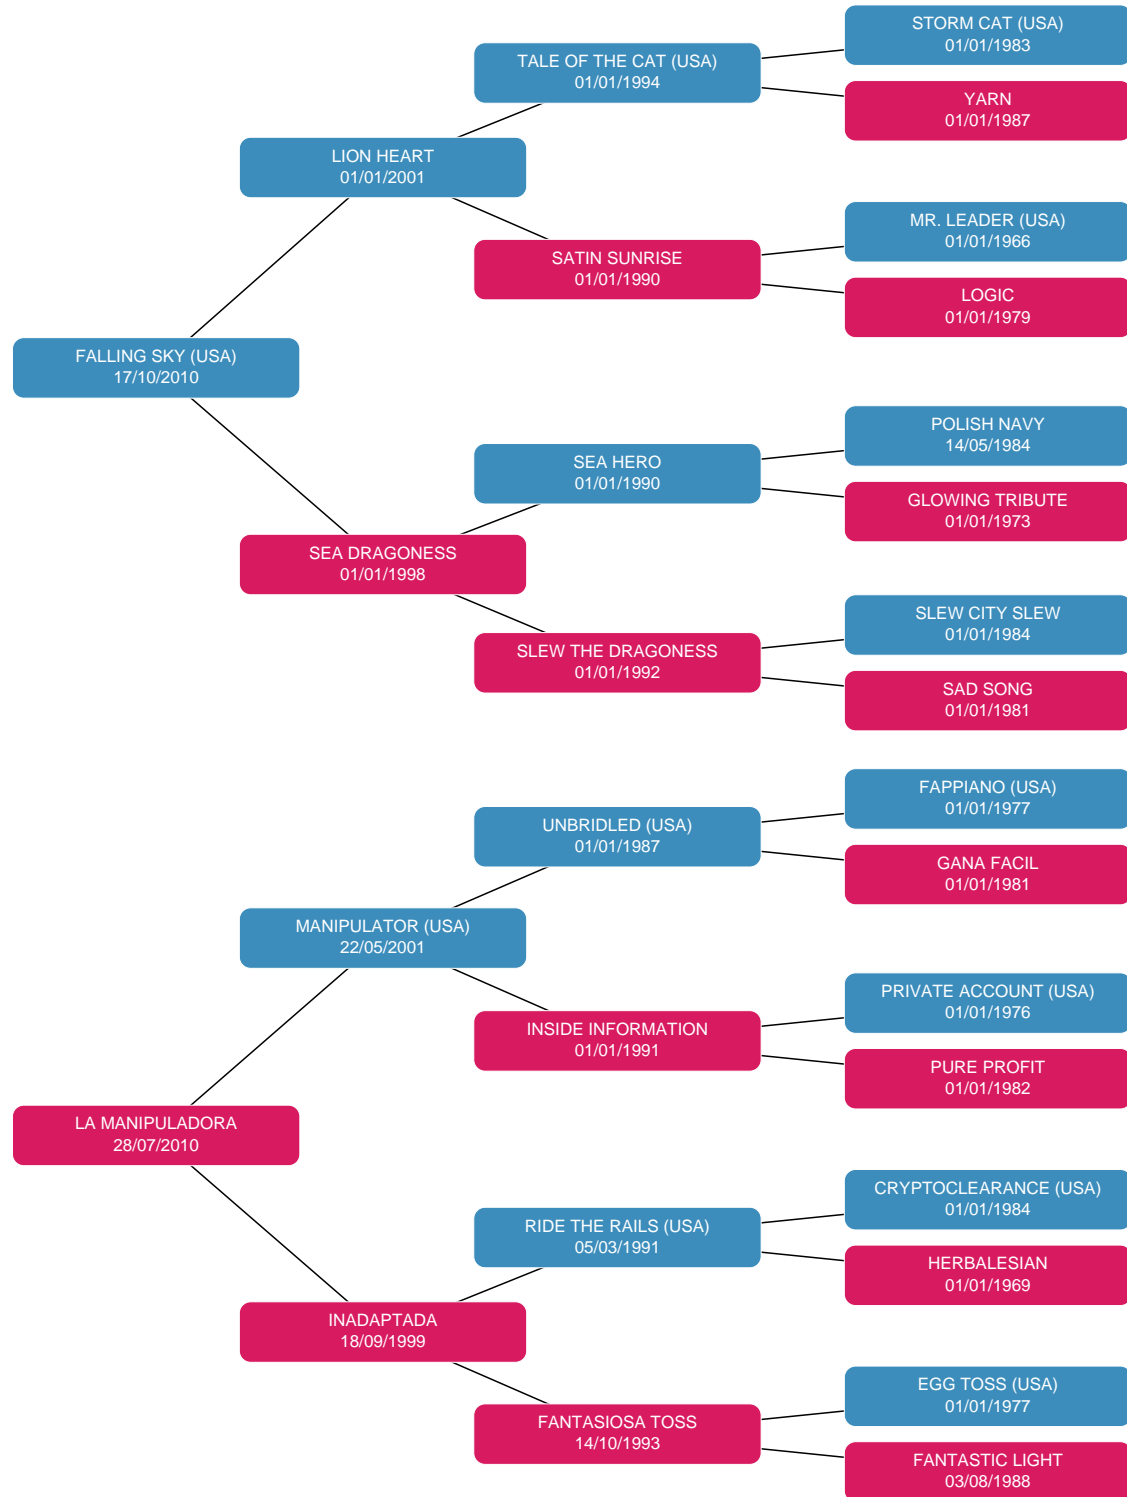 STORM CAT (USA)
01/01/1983
TALE OF THE CAT (USA)
01/01/1994
YARN
01/01/1987
LION HEART
01/01/2001
MR. LEADER (USA)
01/01/1966
SATIN SUNRISE
01/01/1990
LOGIC
01/01/1979
FALLING SKY (USA)
17/10/2010
POLISH NAVY
14/05/1984
SEA HERO
01/01/1990
GLOWING TRIBUTE
01/01/1973
SEA DRAGONESS
01/01/1998
SLEW CITY SLEW
01/01/1984
SLEW THE DRAGONESS
01/01/1992
SAD SONG
01/01/1981
FAPPIANO (USA)
01/01/1977
UNBRIDLED (USA)
01/01/1987
GANA FACIL
01/01/1981
MANIPULATOR (USA)
22/05/2001
PRIVATE ACCOUNT (USA)
01/01/1976
INSIDE INFORMATION
01/01/1991
PURE PROFIT
01/01/1982
LA MANIPULADORA
28/07/2010
CRYPTOCLEARANCE (USA)
01/01/1984
RIDE THE RAILS (USA)
05/03/1991
HERBALESIAN
01/01/1969
INADAPTADA
18/09/1999
EGG TOSS (USA)
01/01/1977
FANTASIOSA TOSS
14/10/1993
FANTASTIC LIGHT
03/08/1988